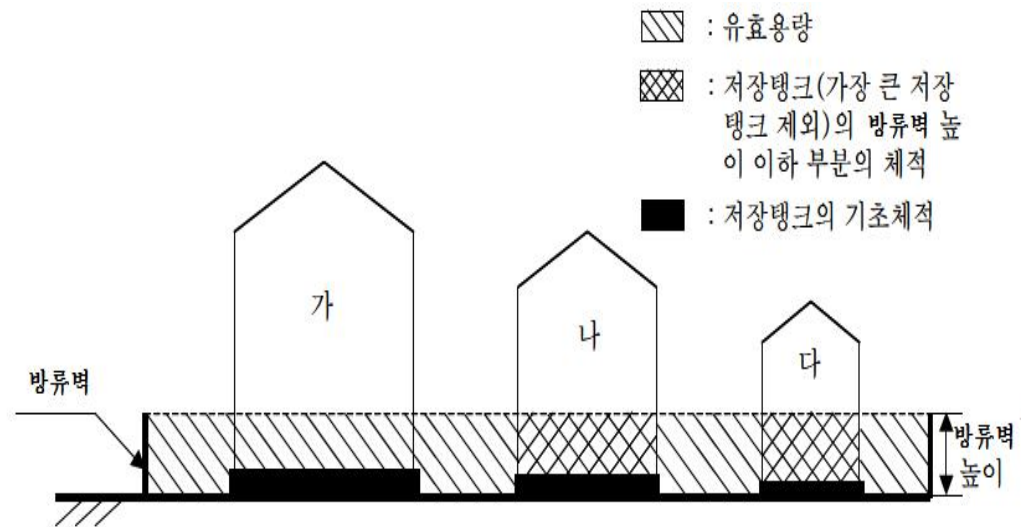 : 유효용량
: 저장탱크(가장 큰 저장
탱크 제외)의 방류벽 높
이 이하 부분의 체적
: 저장탱크의 기초체적
가
나
다
방류벽
방류벽
높이